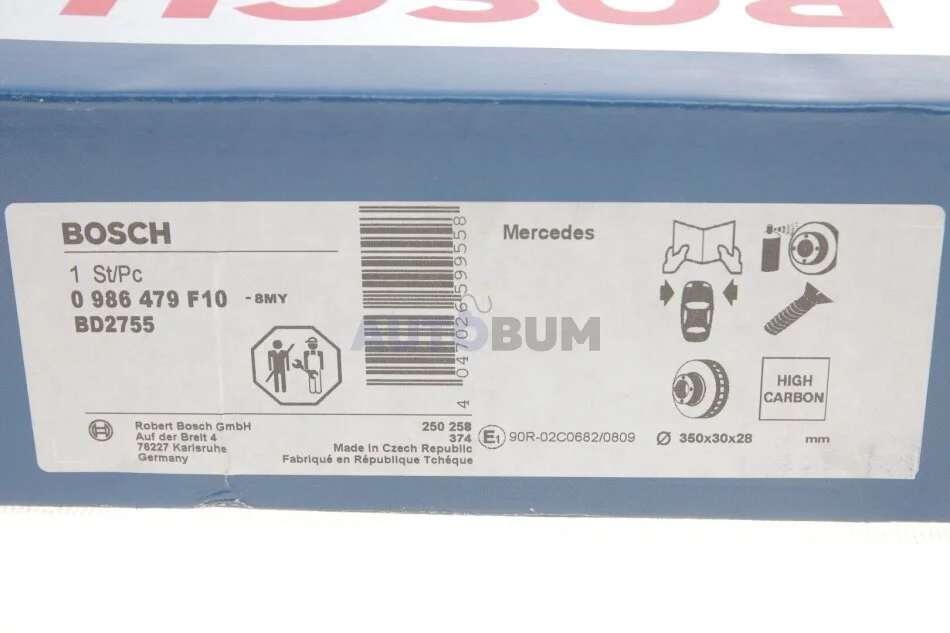 BOSCH
BOSCH
1 St/Pc
0 986 479 F10 - 8MY
BD2755
4 047026 599558
Mercedes
AUTOBUM
HIGH
CARBON
Robert Bosch GmbH
Auf der Breit 4
76227 Karlsruhe
Germany
250 258
374
Made in Czech Republic
Fabriqué en République Tchéque
E1 90R-02C0682/0809
Ø 350x30x28 mm